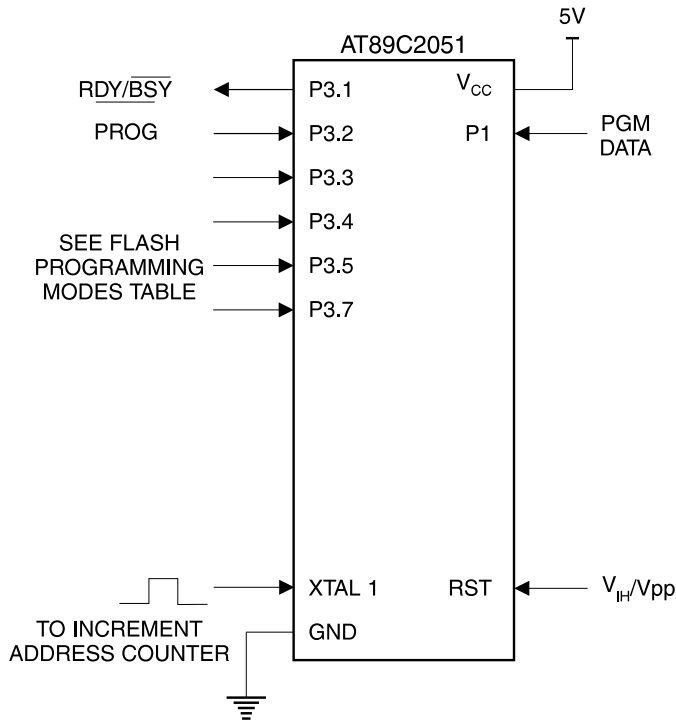 5V
AT89C2051
RDY/BSY
P3.1
VCC
PROG
P3.2
P1
PGM
DATA
P3.3
P3.4
SEE FLASH
PROGRAMMING
MODES TABLE
P3.5
P3.7
XTAL 1
RST
VIH/Vpp
TO INCREMENT
ADDRESS COUNTER
GND